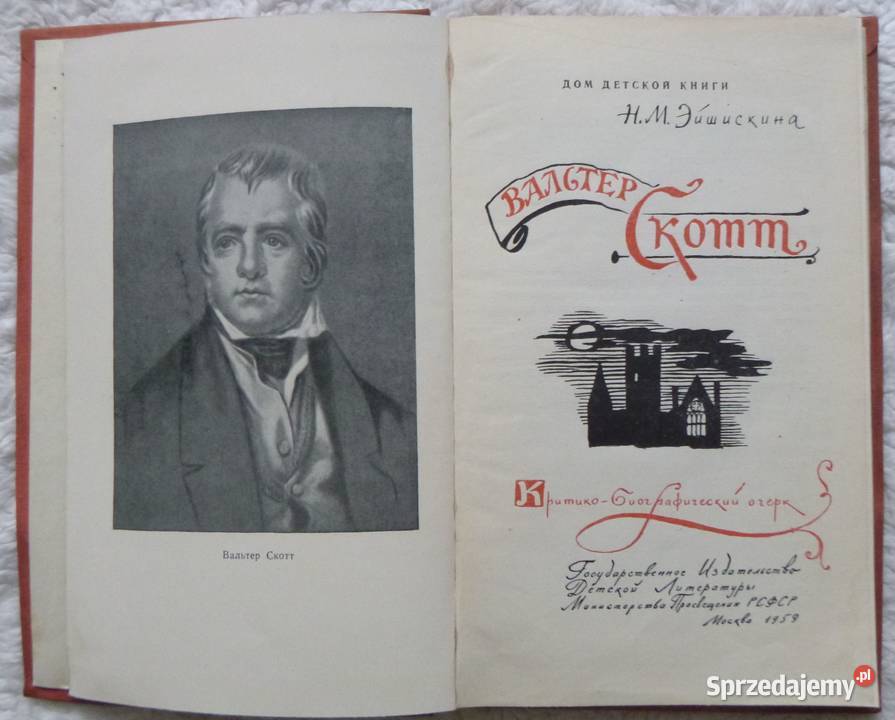 Вальтер Скотт
ДОМ ДЕТСКОЙ КНИГИ
Н.М. Эйшискина
ВАЛЬТЕР
Скотт
Критико-биографический очерк
Государственное Издательство
Детской Литературы
Министерства Просвещения РСФСР
Москва 1959
Sprzedajemy.pl